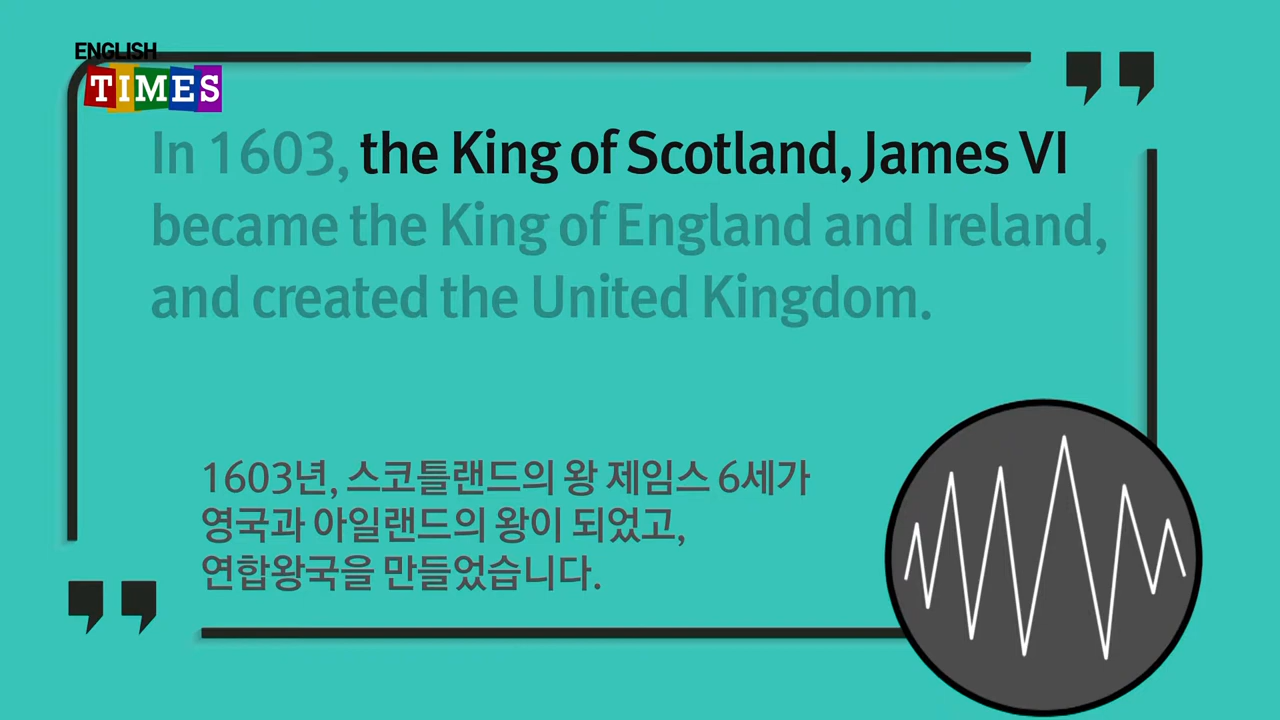 ENGLISH
TIMES
In 1603, the King of Scotland, James VI
became the King of England and Ireland,
and created the United Kingdom.
1603년, 스코틀랜드의 왕 제임스 6세가
영국과 아일랜드의 왕이 되었고,
연합왕국을 만들었습니다.